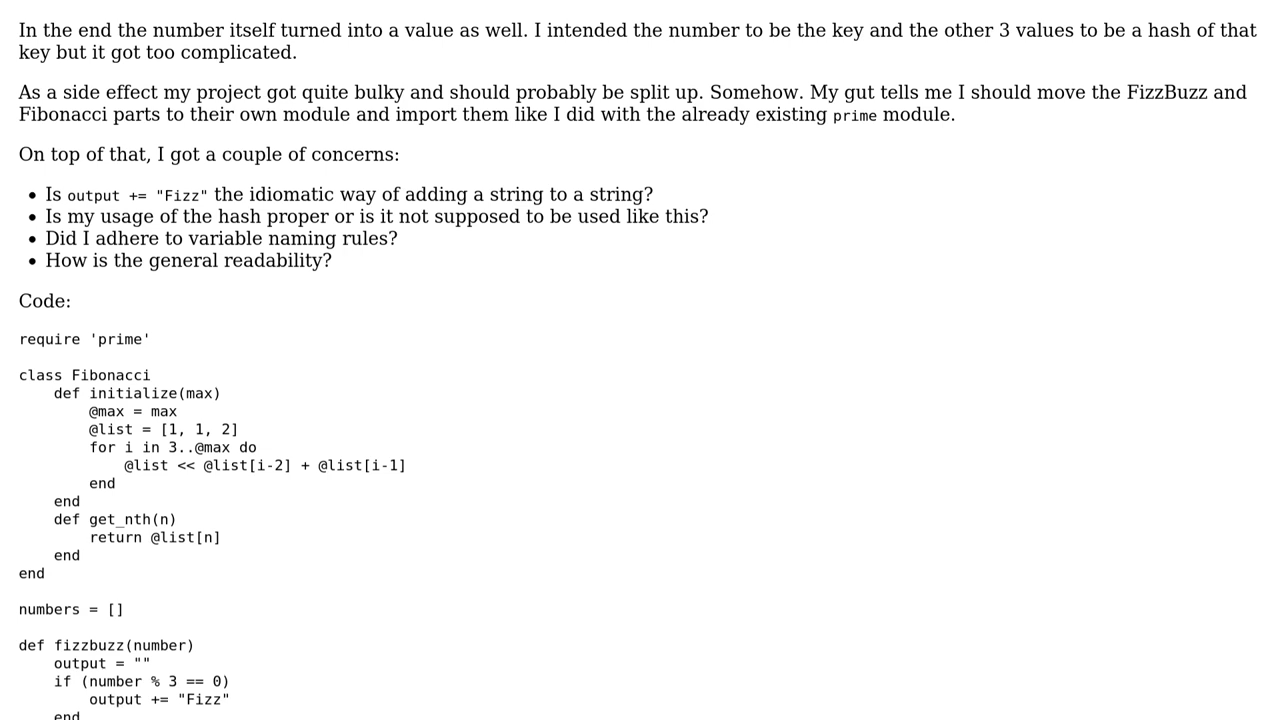 In the end the number itself turned into a value as well. I intended the number to be the key and the other 3 values to be a hash of that
key but it got too complicated.
As a side effect my project got quite bulky and should probably be split up. Somehow. My gut tells me I should move the FizzBuzz and
Fibonacci parts to their own module and import them like I did with the already existing prime module.
On top of that, I got a couple of concerns:
• Is output += "Fizz" the idiomatic way of adding a string to a string?
• Is my usage of the hash proper or is it not supposed to be used like this?
• Did I adhere to variable naming rules?
• How is the general readability?
Code:
require 'prime'
class Fibonacci
    def initialize(max)
        @max = max
        @list = [1, 1, 2]
        for i in 3..@max do
            @list << @list[i-2] + @list[i-1]
        end
    end
    def get_nth(n)
        return @list[n]
    end
end
numbers = []
def fizzbuzz(number)
    output = ""
    if (number % 3 == 0)
        output += "Fizz"
    end